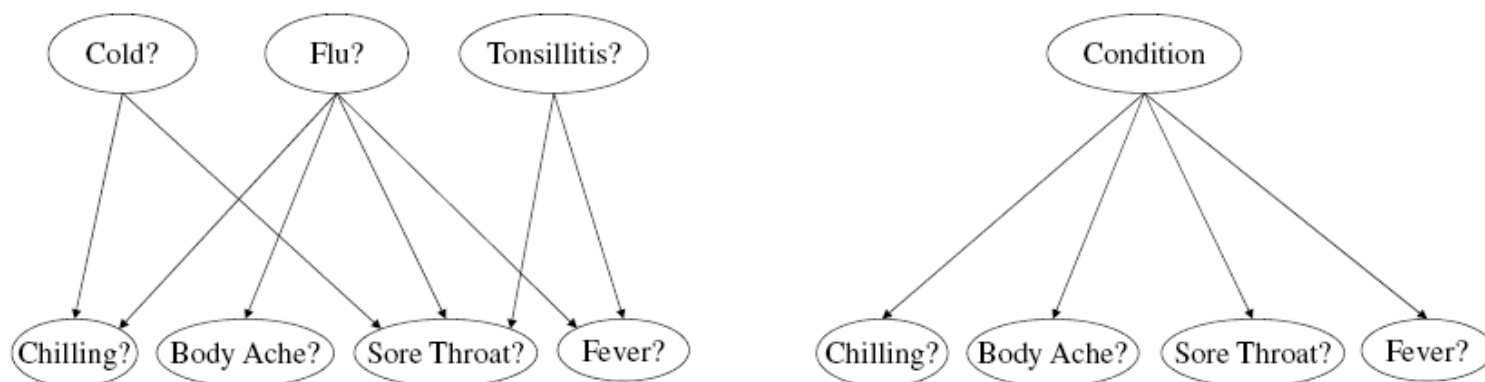 Cold? Flu? Tonsillitis? Condition
Chilling? Body Ache? Sore Throat? Fever? Chilling? Body Ache? Sore Throat? Fever?